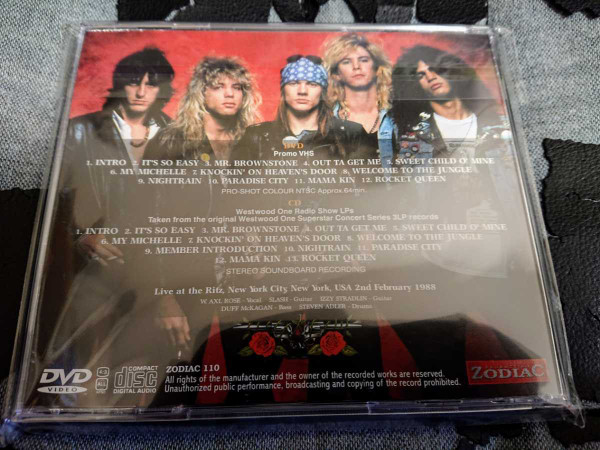 DVD
Promo VHS
1. INTRO 2. IT'S SO EASY 3. MR. BROWNSTONE 4. OUT TA GET ME 5. SWEET CHILD O' MINE
6. MY MICHELLE 7. KNOCKIN' ON HEAVEN'S DOOR 8. WELCOME TO THE JUNGLE
9. NIGHTRAIN 10. PARADISE CITY 11. MAMA KIN 12. ROCKET QUEEN
PRO-SHOT COLOUR NTSC Approx.64min.
CD
Westwood One Redio Show LPs
Taken from the original Westwood One Superstar Concert Series 3LP records
1. INTRO 2. IT'S SO EASY 3. MR. BROWNSTONE 4. OUT TA GET ME 5. SWEET CHILD O' MINE
6. MY MICHELLE 7. KNOCKIN' ON HEAVEN'S DOOR 8. WELCOME TO THE JUNGLE
9. MEMBER INTRODUCTION 10. NIGHTRAIN 11. PARADISE CITY
12. MAMA KIN 13. ROCKET QUEEN
STEREO SOUNDBOARD RECORDING
Live at the Ritz, New York City, New York, USA 2nd February 1988
W. AXL ROSE - Vocal SLASH - Guitar IZZY STRADLIN - Guitar
DUFF McKAGAN - Bass STEVEN ADLER - Drums
DVD VIDEO
COMPACT disc DIGITAL AUDIO
ZODIAC 110
All rights of the manufacturer and the owner of the recorded works are reserved.
Unauthorized public performance, broadcasting and copying of the record prohibited.
ZODIAC